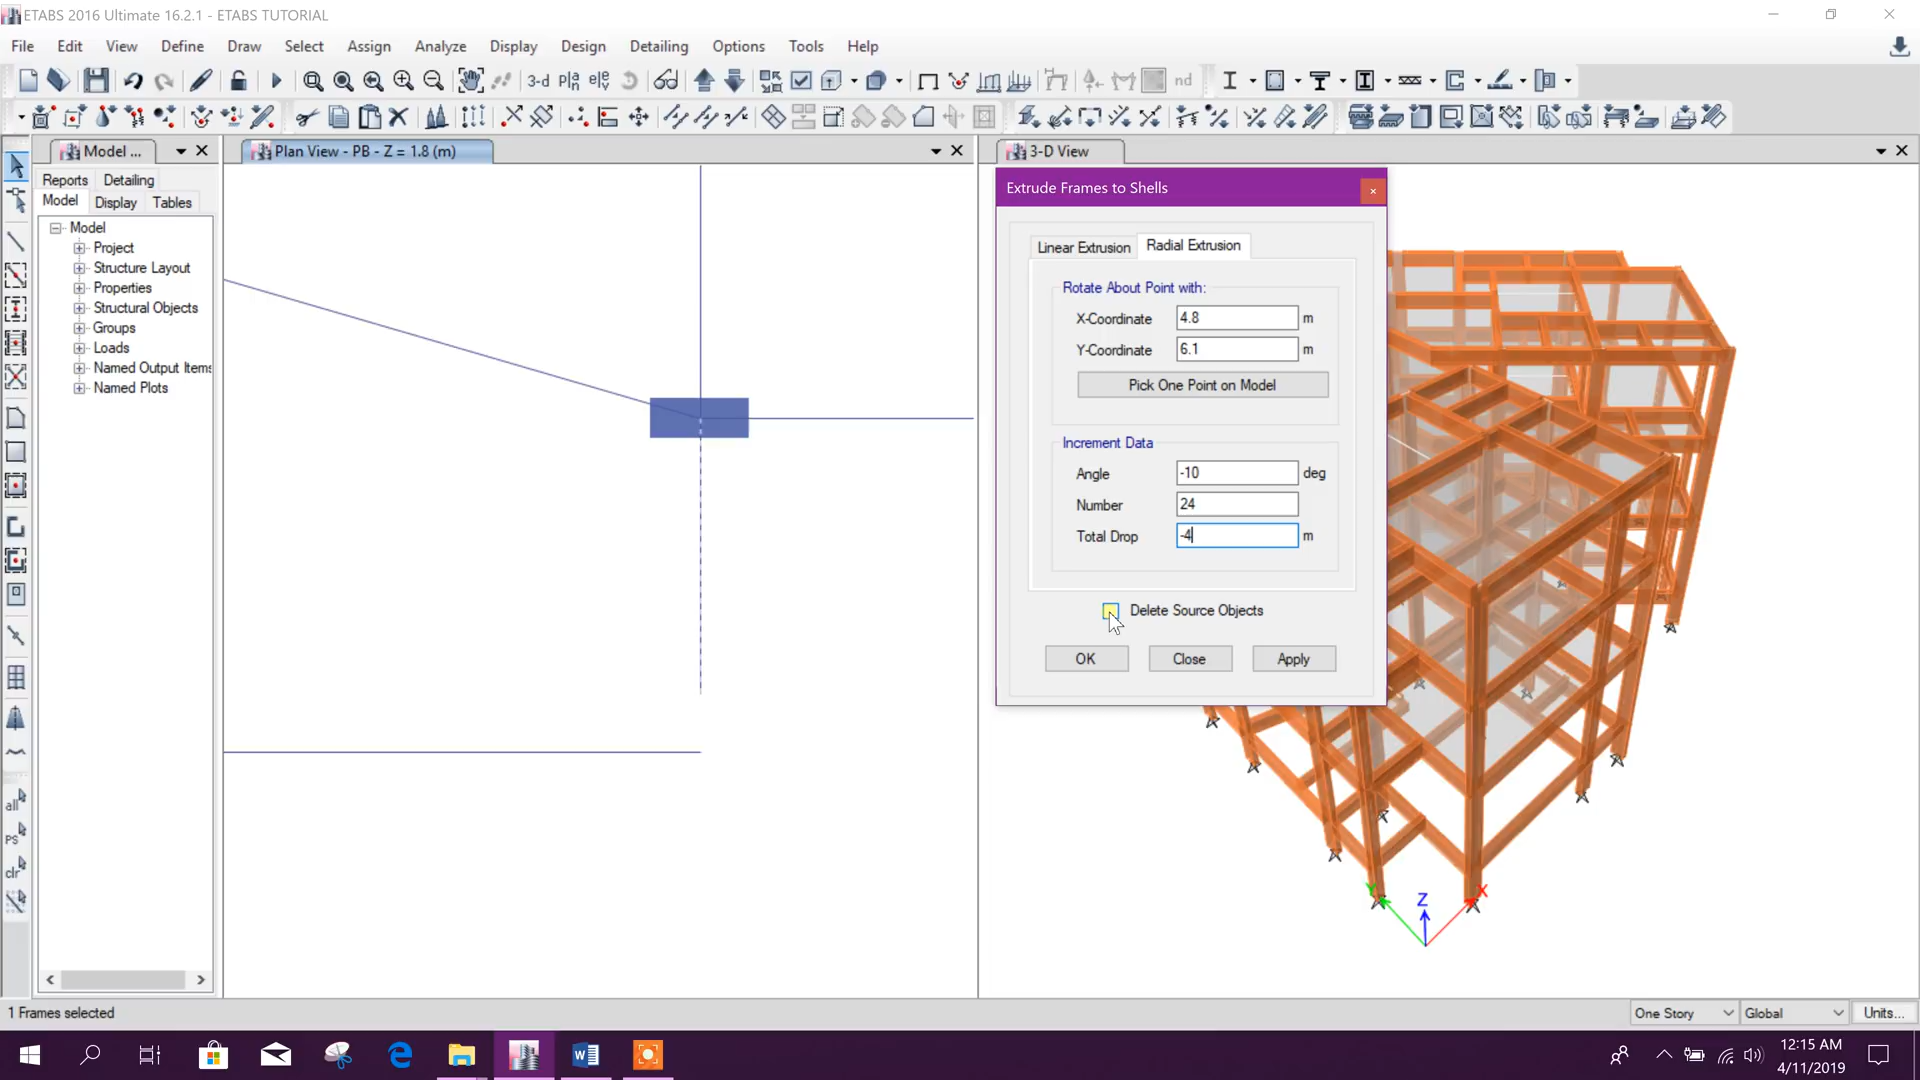 ETABS 2016 Ultimate 16.2.1 - ETABS TUTORIAL
File Edit View Define Draw Select Assign Analyze Display Design Detailing Options Tools Help
3-d
nd
Model ...
Plan View - PB - Z = 1.8 (m)
3-D View
Reports Detailing
Model Display Tables
Model
Project
Structure Layout
Properties
Structural Objects
Groups
Loads
Named Output Items
Named Plots
Extrude Frames to Shells
Linear Extrusion Radial Extrusion
Rotate About Point with:
X-Coordinate 4.8 m
Y-Coordinate 6.1 m
Pick One Point on Model
Increment Data
Angle -10 deg
Number 24
Total Drop -4 m
Delete Source Objects
OK Close Apply
all
PS
clr
Y Z X
1 Frames selected
One Story Global Units...
12:15 AM
4/11/2019